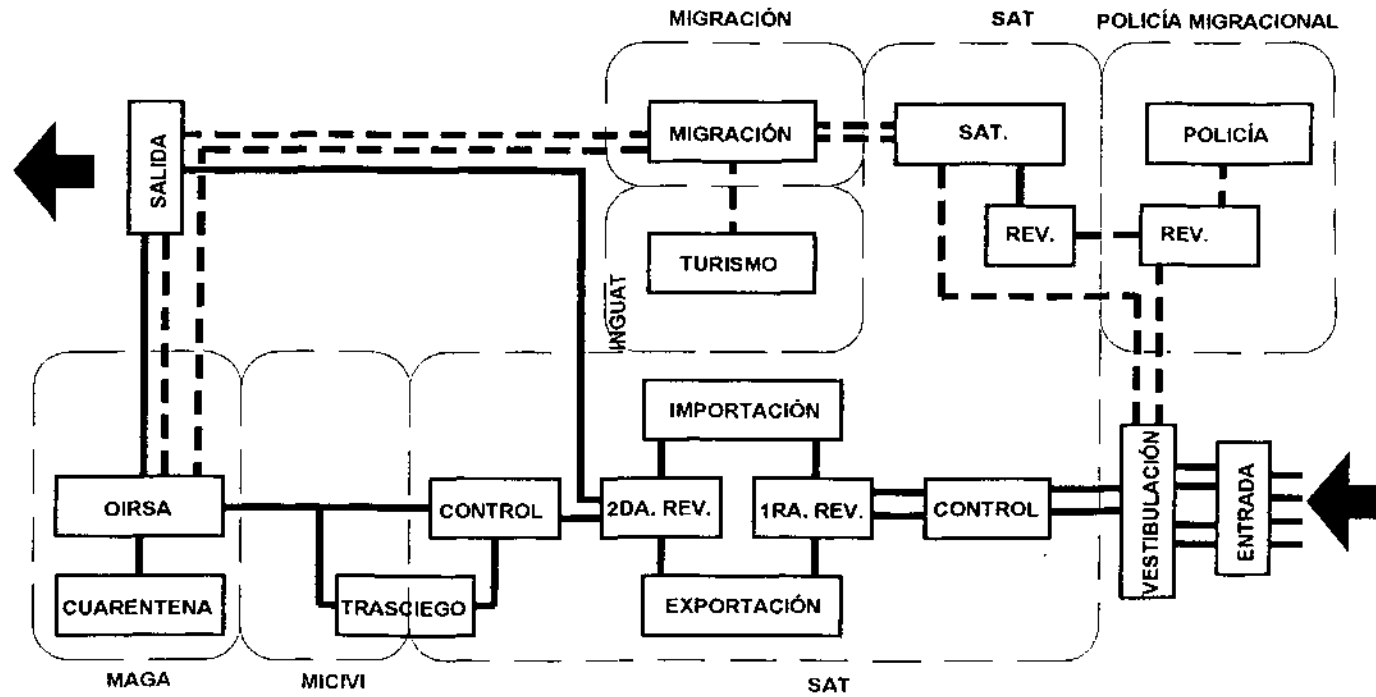 MIGRACIÓN
SAT
POLICÍA MIGRACIONAL
MIGRACIÓN
SAT.
POLICÍA
SALIDA
REV.
REV.
TURISMO
INGUAT
IMPORTACIÓN
OIRSA
CONTROL
2DA. REV.
1RA. REV.
CONTROL
VESTIBULACIÓN
ENTRADA
CUARENTENA
TRASCIEGO
EXPORTACIÓN
MAGA
MICIVI
SAT